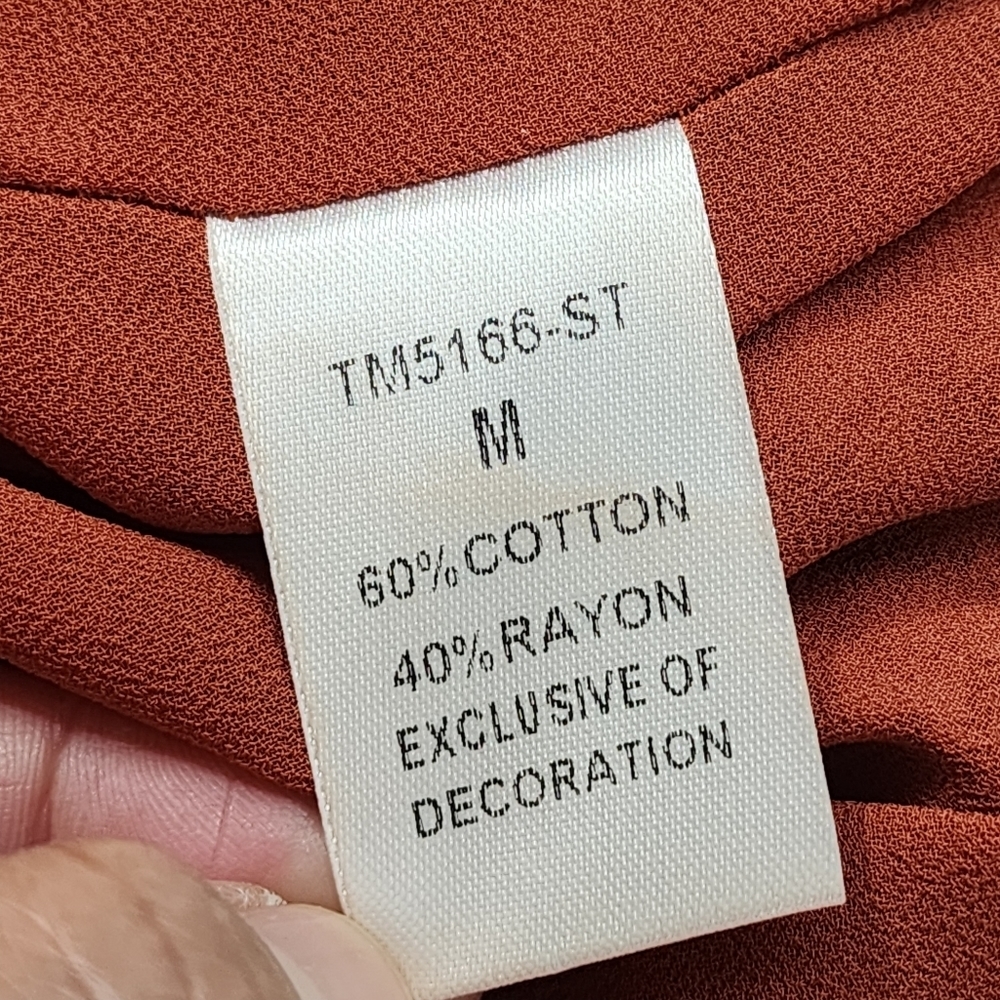 TM5166-ST
M
60%COTTON
40%RAYON
EXCLUSIVE OF
DECORATION